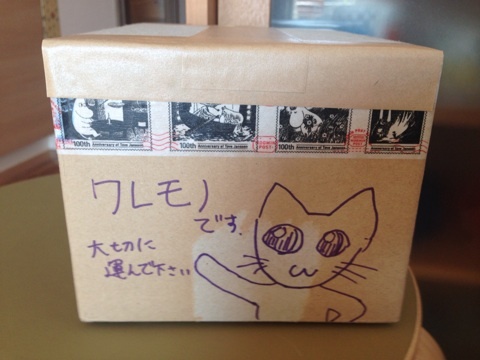 100th Anniversary of Tove Jansson 100th Anniversary of Tove Jansson 100th Anniversary of Tove Jansson 100th Anniversary of Tove Jansson
ワレモノ
です.
大切に
運んで下さい